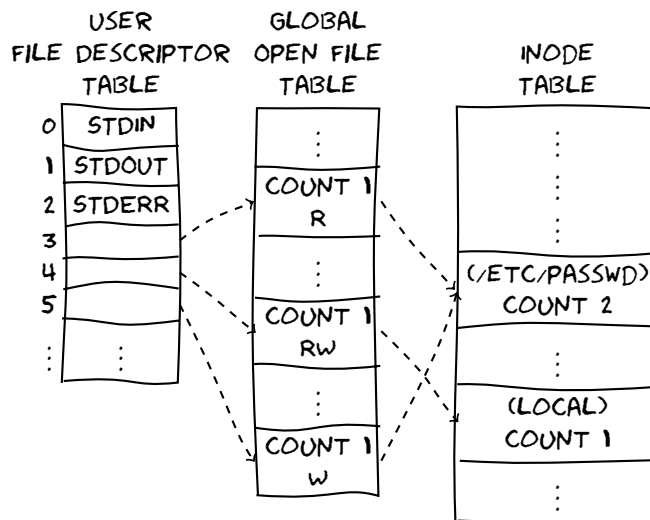 USER
FILE DESCRIPTOR
TABLE
0 STDIN
1 STDOUT
2 STDERR
3
4
5
⋮ ⋮
GLOBAL
OPEN FILE
TABLE
⋮
COUNT 1
R
⋮
COUNT 1
RW
⋮
COUNT 1
W
INODE
TABLE
⋮
⋮
(/ETC/PASSWD)
COUNT 2
⋮
(LOCAL)
COUNT 1
⋮